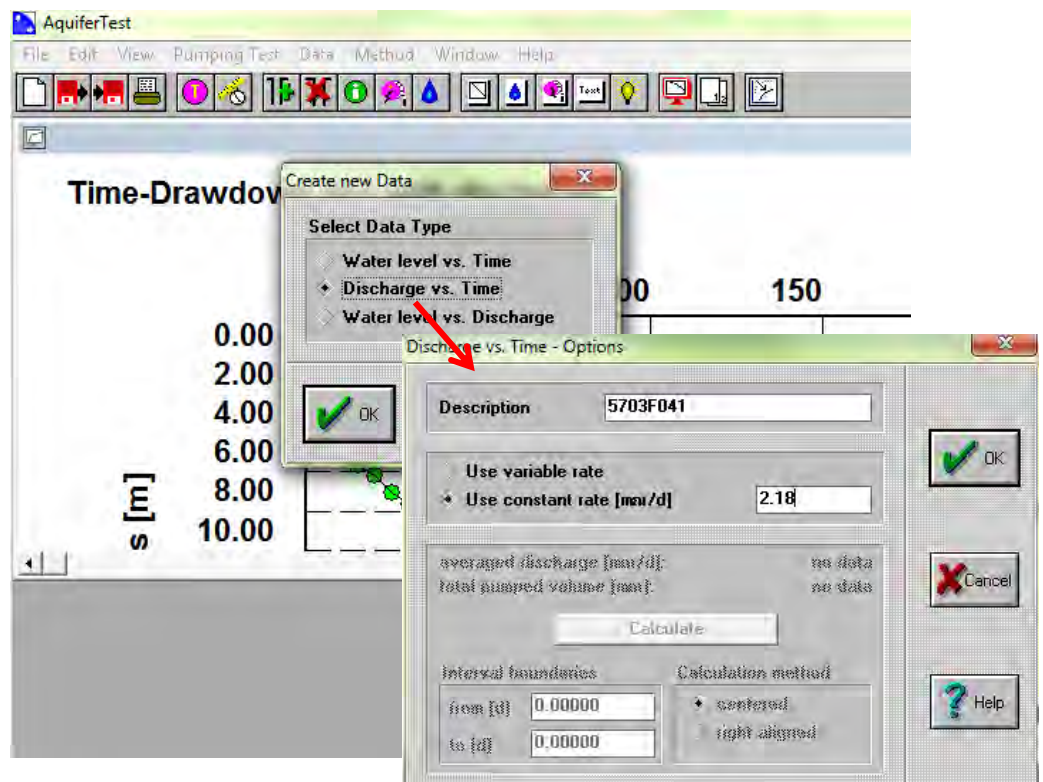 AquiferTest
File Edit View Pumping Test Data Method Window Help
T
i
Text
12
Time-Drawdow
Create new Data
Select Data Type
Water level vs. Time
Discharge vs. Time
Water level vs. Discharge
OK
00 150
0.00
2.00
4.00
6.00
8.00
10.00
s [m]
Discharge vs. Time - Options
Description 5703F041
Use variable rate
Use constant rate [mm/d] 2.18
averaged discharge [mm/d]: no data
total pumped volume [mm]: no data
Calculate
Interval boundaries
from [d] 0.00000
to [d] 0.00000
Calculation method
centered
right aligned
OK
Cancel
Help